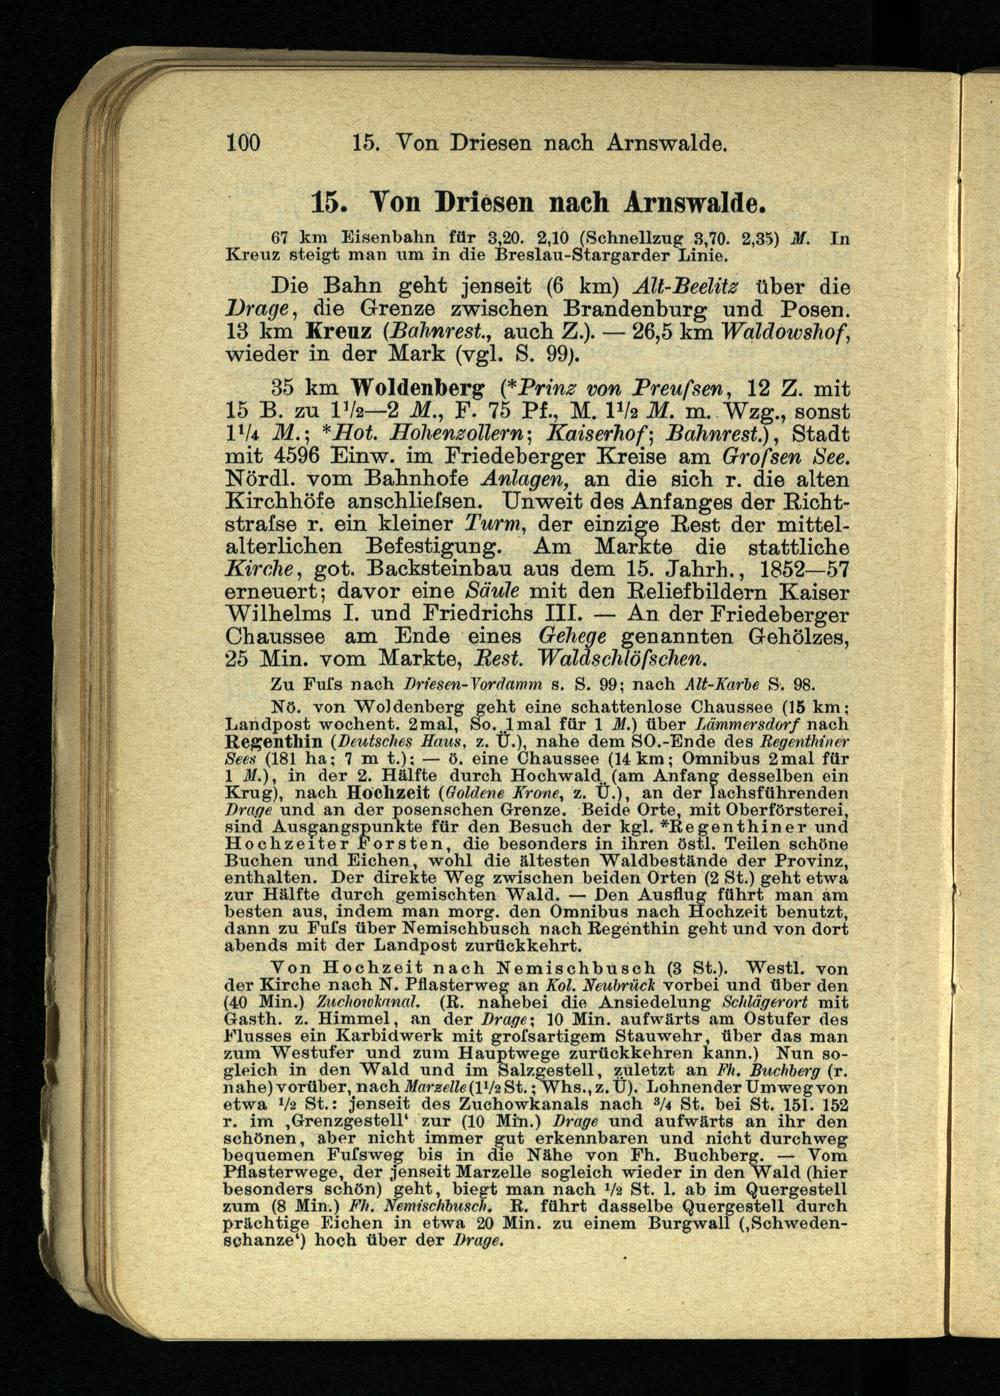 100 15. Von Driesen nach Arnswalde.
15. Von Driesen nach Arnswalde.
67 km Eisenbahn für 3,20. 2,10 (Schnellzug 3,70. 2,35) M. In
Kreuz steigt man um in die Breslau-Stargarder Linie.
Die Bahn geht jenseit (6 km) Alt-Beelitz über die
Drage, die Grenze zwischen Brandenburg und Posen.
13 km Kreuz (Bahnrest., auch Z.). — 26,5 km Waldowshof,
wieder in der Mark (vgl. S. 99).
35 km Woldenberg (*Prinz von Preuſsen, 12 Z. mit
15 B. zu 1½—2 M., F. 75 Pf., M. 1½ M. m. Wzg., sonst
1¼ M.; *Hot. Hohenzollern; Kaiserhof; Bahnrest.), Stadt
mit 4596 Einw. im Friedeberger Kreise am Groſsen See.
Nördl. vom Bahnhofe Anlagen, an die sich r. die alten
Kirchhöfe anschlieſsen. Unweit des Anfanges der Richt-
straſse r. ein kleiner Turm, der einzige Rest der mittel-
alterlichen Befestigung. Am Markte die stattliche
Kirche, got. Backsteinbau aus dem 15. Jahrh., 1852—57
erneuert; davor eine Säule mit den Reliefbildern Kaiser
Wilhelms I. und Friedrichs III. — An der Friedeberger
Chaussee am Ende eines Gehege genannten Gehölzes,
25 Min. vom Markte, Rest. Waldschlöſschen.
Zu Fuſs nach Driesen-Vordamm s. S. 99; nach Alt-Karbe S. 98.
Nö. von Woldenberg geht eine schattenlose Chaussee (15 km;
Landpost wochent. 2mal, So. 1mal für 1 M.) über Lämmersdorf nach
Regenthin (Deutsches Haus, z. Ü.), nahe dem SO.-Ende des Regenthiner
Sees (181 ha; 7 m t.); — ö. eine Chaussee (14 km; Omnibus 2mal für
1 M.), in der 2. Hälfte durch Hochwald (am Anfang desselben ein
Krug), nach Hochzeit (Goldene Krone, z. Ü.), an der lachsführenden
Drage und an der posenschen Grenze. Beide Orte, mit Oberförsterei,
sind Ausgangspunkte für den Besuch der kgl. *Regenthiner und
Hochzeiter Forsten, die besonders in ihren östl. Teilen schöne
Buchen und Eichen, wohl die ältesten Waldbestände der Provinz,
enthalten. Der direkte Weg zwischen beiden Orten (2 St.) geht etwa
zur Hälfte durch gemischten Wald. — Den Ausflug führt man am
besten aus, indem man morg. den Omnibus nach Hochzeit benutzt,
dann zu Fuſs über Nemischbusch nach Regenthin geht und von dort
abends mit der Landpost zurückkehrt.
Von Hochzeit nach Nemischbusch (3 St.). Westl. von
der Kirche nach N. Pflasterweg an Kol. Neubrück vorbei und über den
(40 Min.) Zuchowkanal. (R. nahebei die Ansiedelung Schlägerort mit
Gasth. z. Himmel, an der Drage; 10 Min. aufwärts am Ostufer des
Flusses ein Karbidwerk mit groſsartigem Stauwehr, über das man
zum Westufer und zum Hauptwege zurückkehren kann.) Nun so-
gleich in den Wald und im Salzgestell, zuletzt an Fh. Buchberg (r.
nahe) vorüber, nach Marzelle (1½ St.; Whs., z. Ü). Lohnender Umweg von
etwa ½ St.: jenseit des Zuchowkanals nach ¾ St. bei St. 151. 152
r. im ‚Grenzgestell‘ zur (10 Min.) Drage und aufwärts an ihr den
schönen, aber nicht immer gut erkennbaren und nicht durchweg
bequemen Fuſsweg bis in die Nähe von Fh. Buchberg. — Vom
Pflasterwege, der jenseit Marzelle sogleich wieder in den Wald (hier
besonders schön) geht, biegt man nach ½ St. l. ab im Quergestell
zum (8 Min.) Fh. Nemischbusch. R. führt dasselbe Quergestell durch
prächtige Eichen in etwa 20 Min. zu einem Burgwall (‚Schweden-
schanze‘) hoch über der Drage.